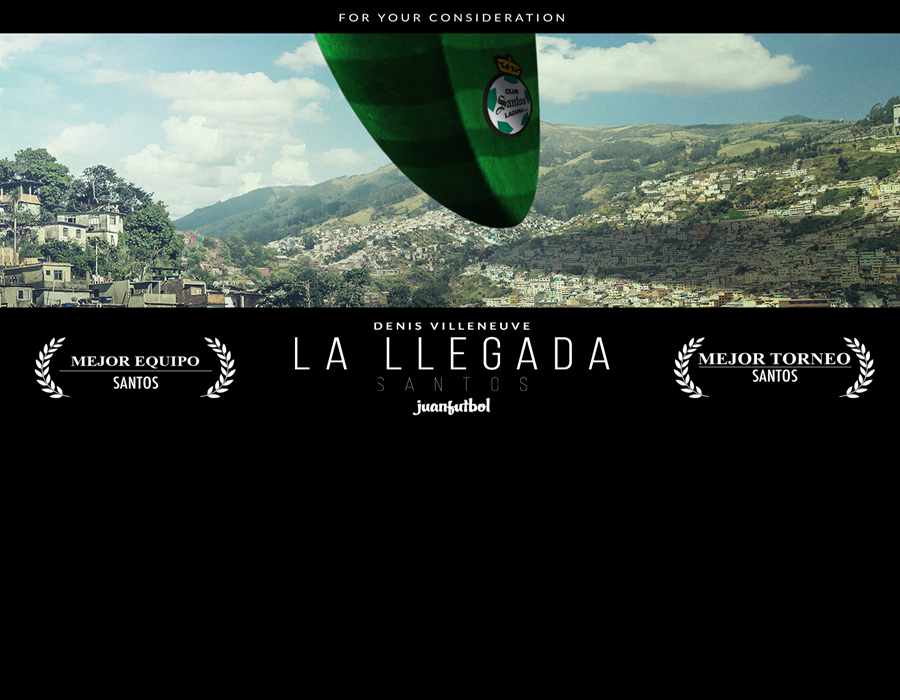 FOR YOUR CONSIDERATION
CLUB
Santos
LAGUNA
DENIS VILLENEUVE
LA LLEGADA
SANTOS
juanfutbol
MEJOR EQUIPO
SANTOS
MEJOR TORNEO
SANTOS